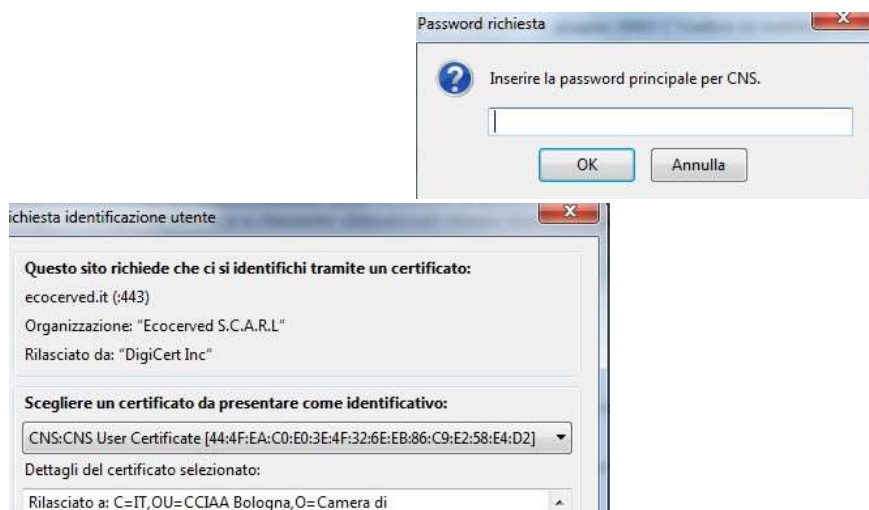 Password richiesta
Inserire la password principale per CNS.
OK
Annulla
ichiesta identificazione utente
Questo sito richiede che ci si identifichi tramite un certificato:
ecocerved.it (:443)
Organizzazione: "Ecocerved S.C.A.R.L"
Rilasciato da: "DigiCert Inc"
Scegliere un certificato da presentare come identificativo:
CNS:CNS User Certificate [44:4F:EA:C0:E0:3E:4F:32:6E:EB:86:C9:E2:58:E4:D2]
Dettagli del certificato selezionato:
Rilasciato a: C=IT,OU=CCIAA Bologna,O=Camera di